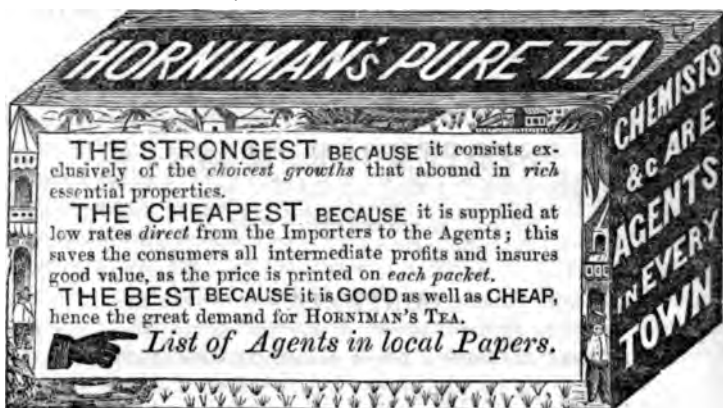 HORNIMAN'S PURE TEA
THE STRONGEST BECAUSE it consists ex-
clusively of the choicest growths that abound in rich
essential properties.
THE CHEAPEST BECAUSE it is supplied at
low rates direct from the Importers to the Agents; this
saves the consumers all intermediate profits and insures
good value, as the price is printed on each packet.
THE BEST BECAUSE it is GOOD as well as CHEAP,
hence the great demand for HORNIMAN'S TEA.
List of Agents in local Papers.
CHEMISTS
&c ARE
AGENTS
IN EVERY
TOWN